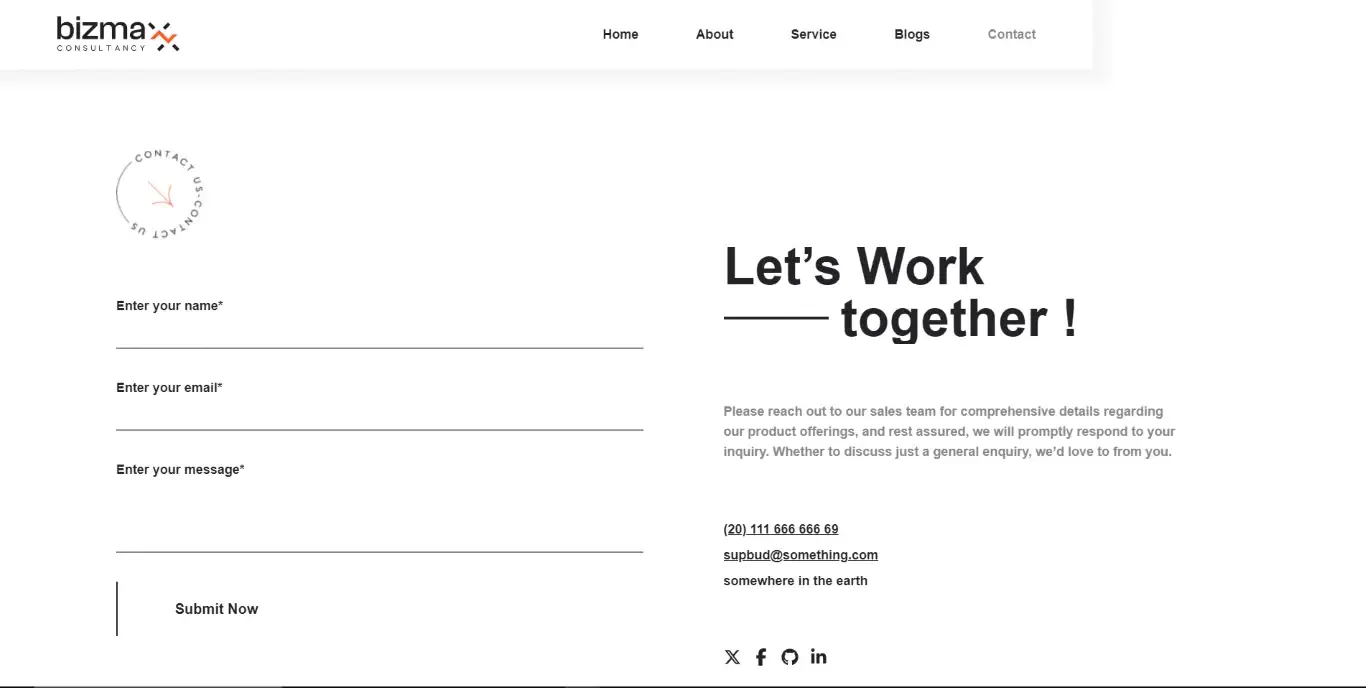 bizmax
CONSULTANCY
Home About Service Blogs Contact
CONTACT US-CONTACT US
Enter your name*
Enter your email*
Enter your message*
Submit Now
Let’s Work
together !
Please reach out to our sales team for comprehensive details regarding
our product offerings, and rest assured, we will promptly respond to your
inquiry. Whether to discuss just a general enquiry, we’d love to from you.
(20) 111 666 666 69
supbud@something.com
somewhere in the earth